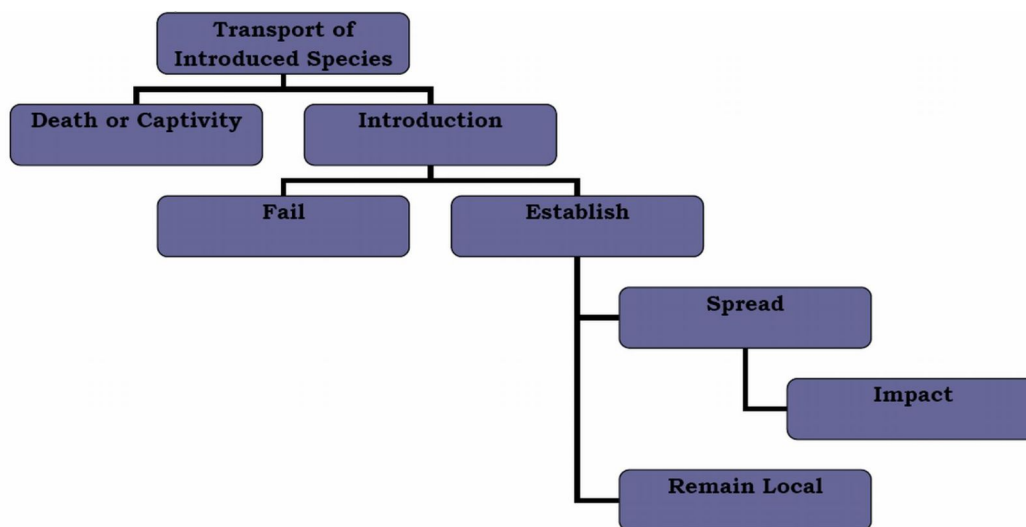 Transport of
Introduced Species
Death or Captivity
Introduction
Fail
Establish
Spread
Impact
Remain Local